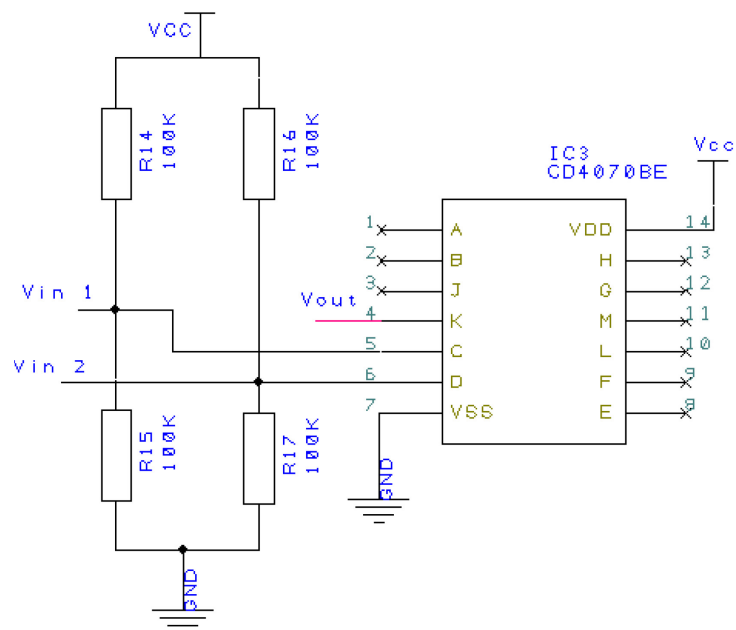 VCC
R14
100K
R16
100K
Vin 1
Vin 2
R15
100K
R17
100K
GND
IC3
CD4070BE
Vcc
Vout
1 A
2 B
3 J
4 K
5 C
6 D
7 VSS
VDD 14
H 13
G 12
M 11
L 10
F 9
E 8
GND